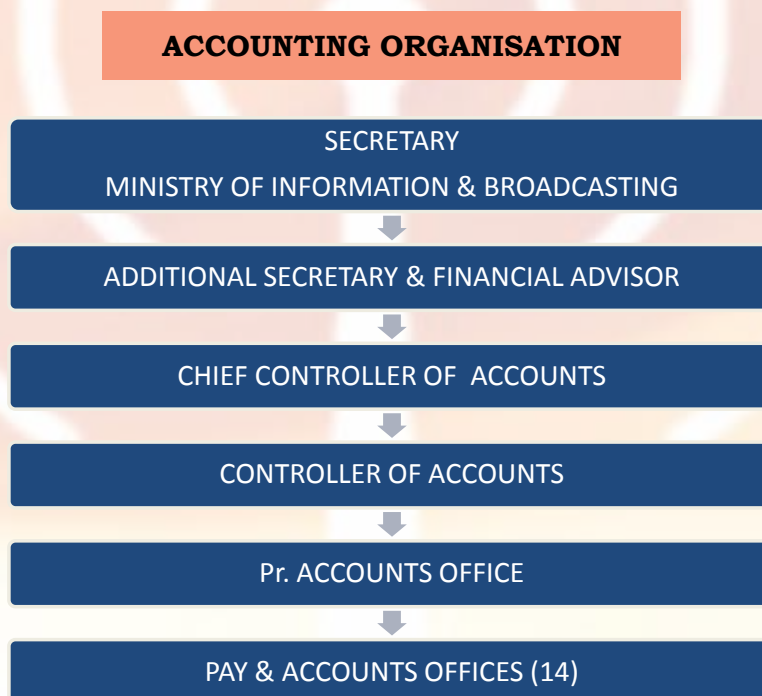 ACCOUNTING ORGANISATION
SECRETARY
MINISTRY OF INFORMATION & BROADCASTING
ADDITIONAL SECRETARY & FINANCIAL ADVISOR
CHIEF CONTROLLER OF ACCOUNTS
CONTROLLER OF ACCOUNTS
Pr. ACCOUNTS OFFICE
PAY & ACCOUNTS OFFICES (14)